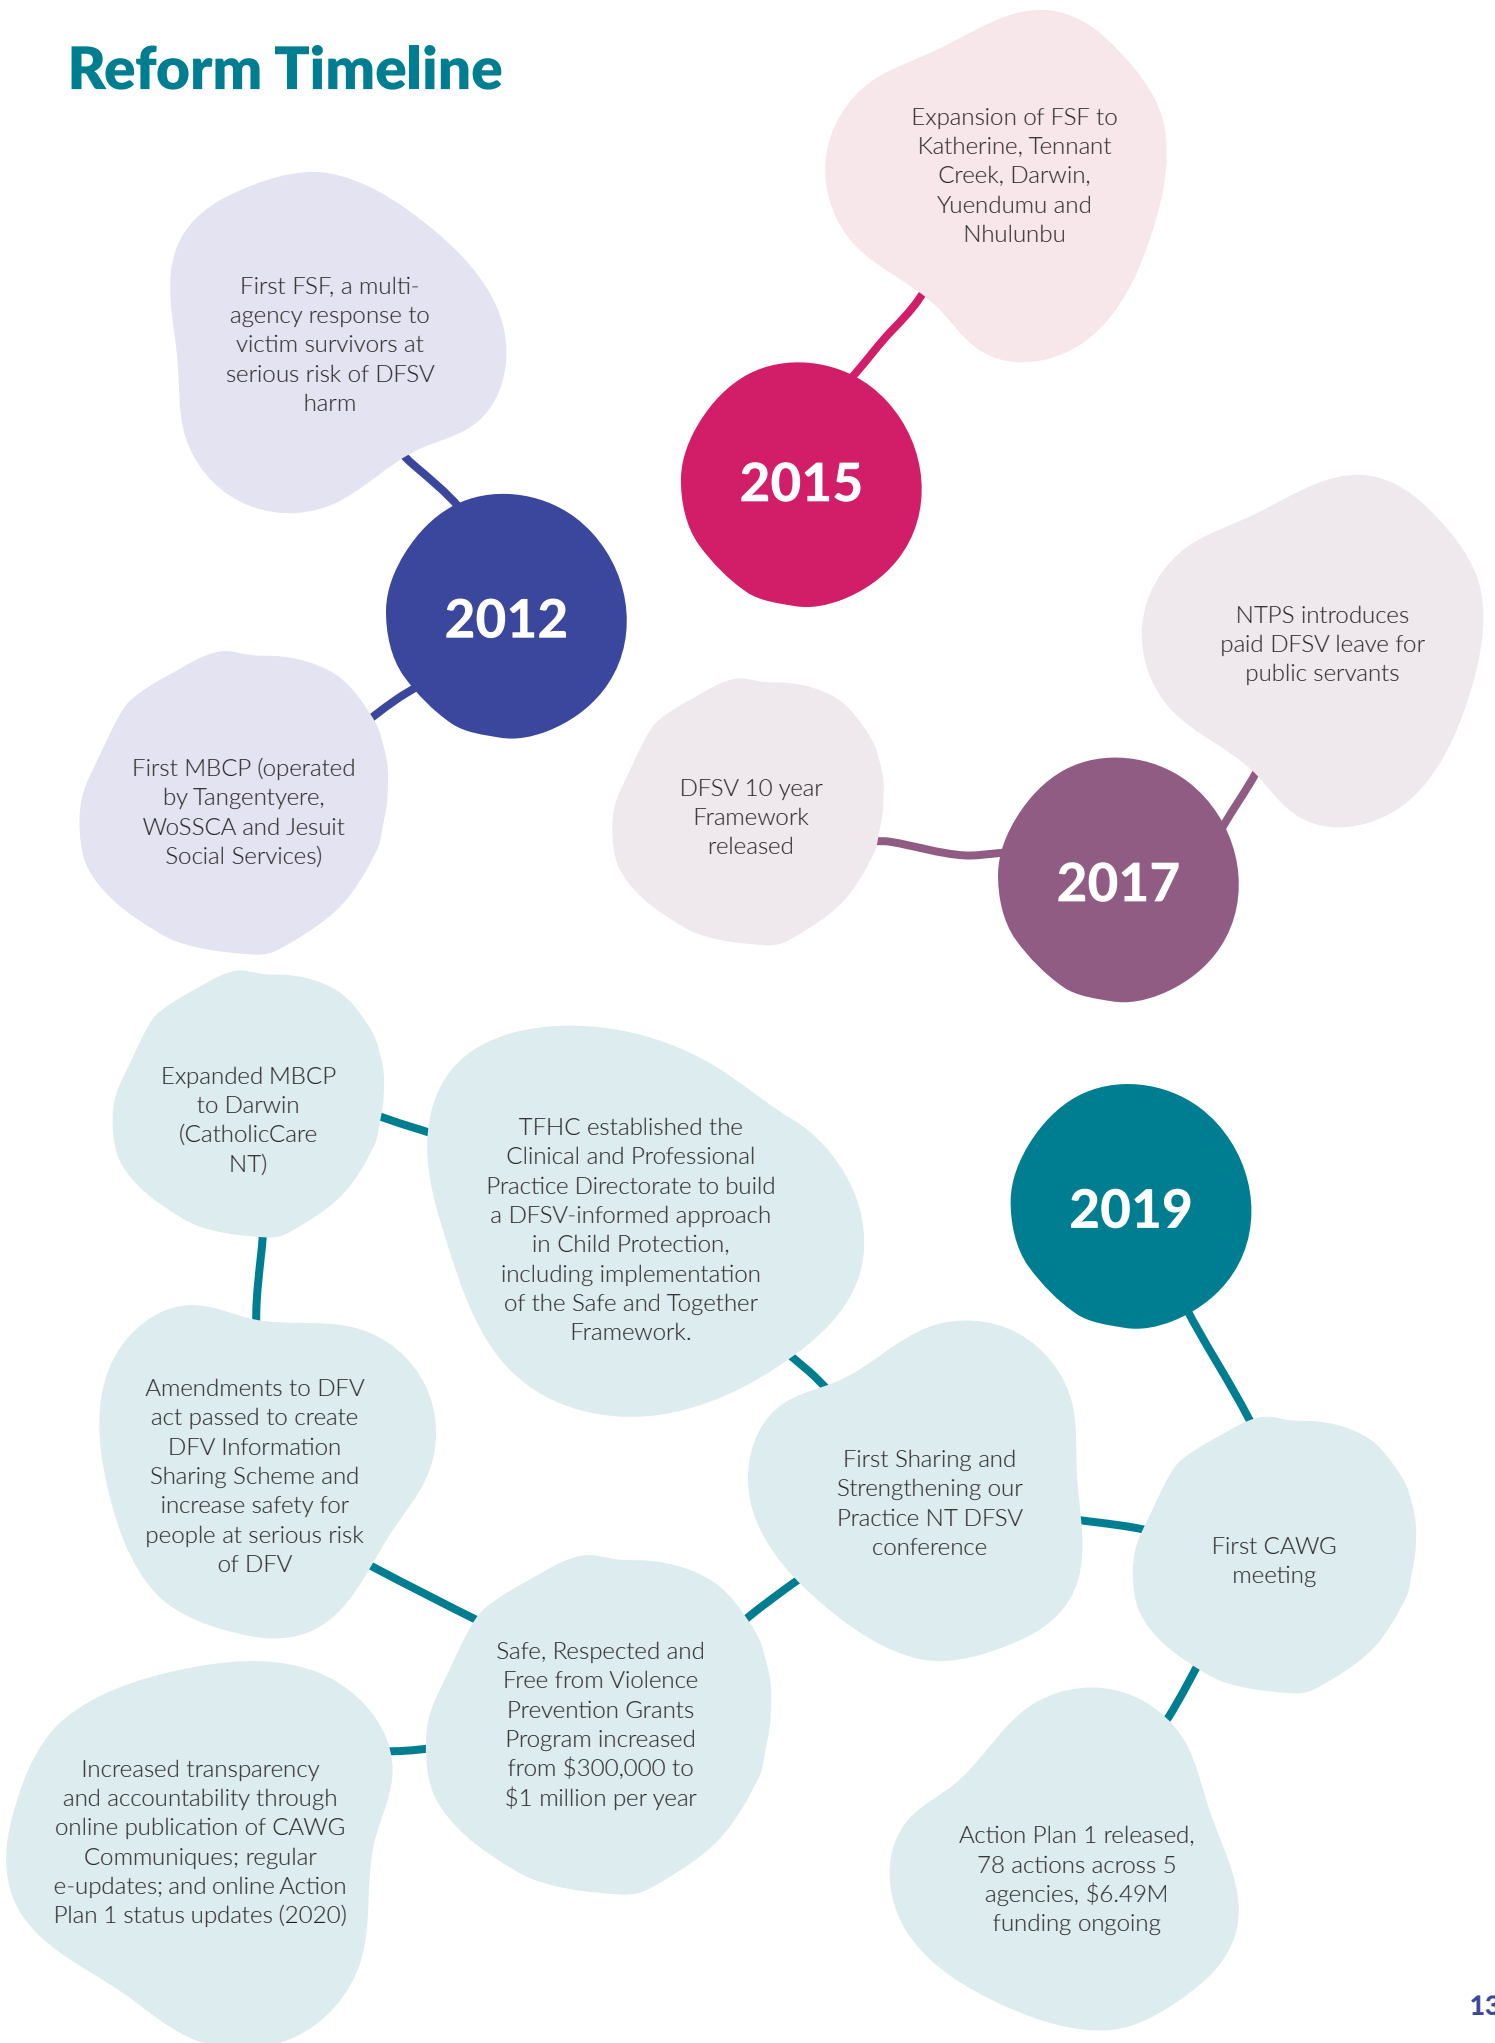 Reform Timeline
First FSF, a multi-
agency response to
victim survivors at
serious risk of DFSV
harm
2012
First MBCP (operated
by Tangentyere,
WoSSCA and Jesuit
Social Services)
Expansion of FSF to
Katherine, Tennant
Creek, Darwin,
Yuendumu and
Nhulunbu
2015
NTPS introduces
paid DFSV leave for
public servants
DFSV 10 year
Framework
released
2017
2019
First CAWG
meeting
Action Plan 1 released,
78 actions across 5
agencies, $6.49M
funding ongoing
First Sharing and
Strengthening our
Practice NT DFSV
conference
TFHC established the
Clinical and Professional
Practice Directorate to build
a DFSV-informed approach
in Child Protection,
including implementation
of the Safe and Together
Framework.
Expanded MBCP
to Darwin
(CatholicCare
NT)
Amendments to DFV
act passed to create
DFV Information
Sharing Scheme and
increase safety for
people at serious risk
of DFV
Safe, Respected and
Free from Violence
Prevention Grants
Program increased
from $300,000 to
$1 million per year
Increased transparency
and accountability through
online publication of CAWG
Communiques; regular
e-updates; and online Action
Plan 1 status updates (2020)
13